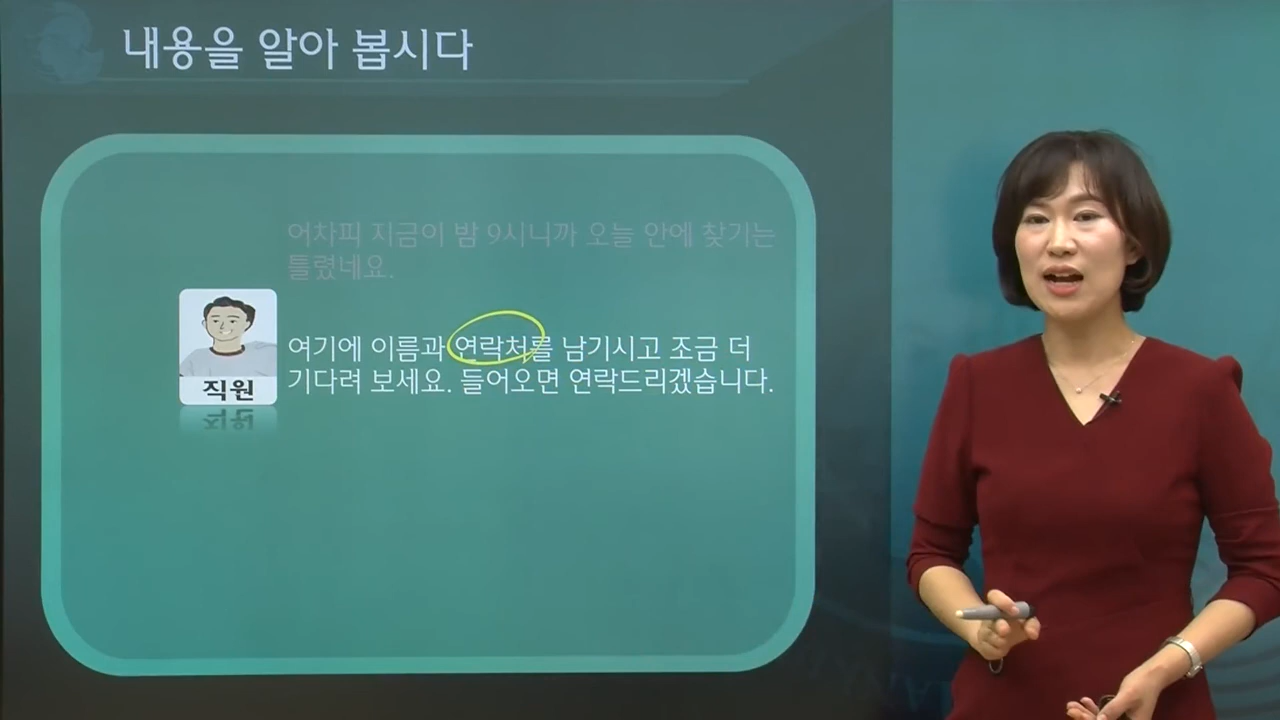 내용을 알아 봅시다
어차피 지금이 밤 9시니까 오늘 안에 찾기는
틀렸네요.
여기에 이름과 연락처를 남기시고 조금 더
기다려 보세요. 들어오면 연락드리겠습니다.
직원